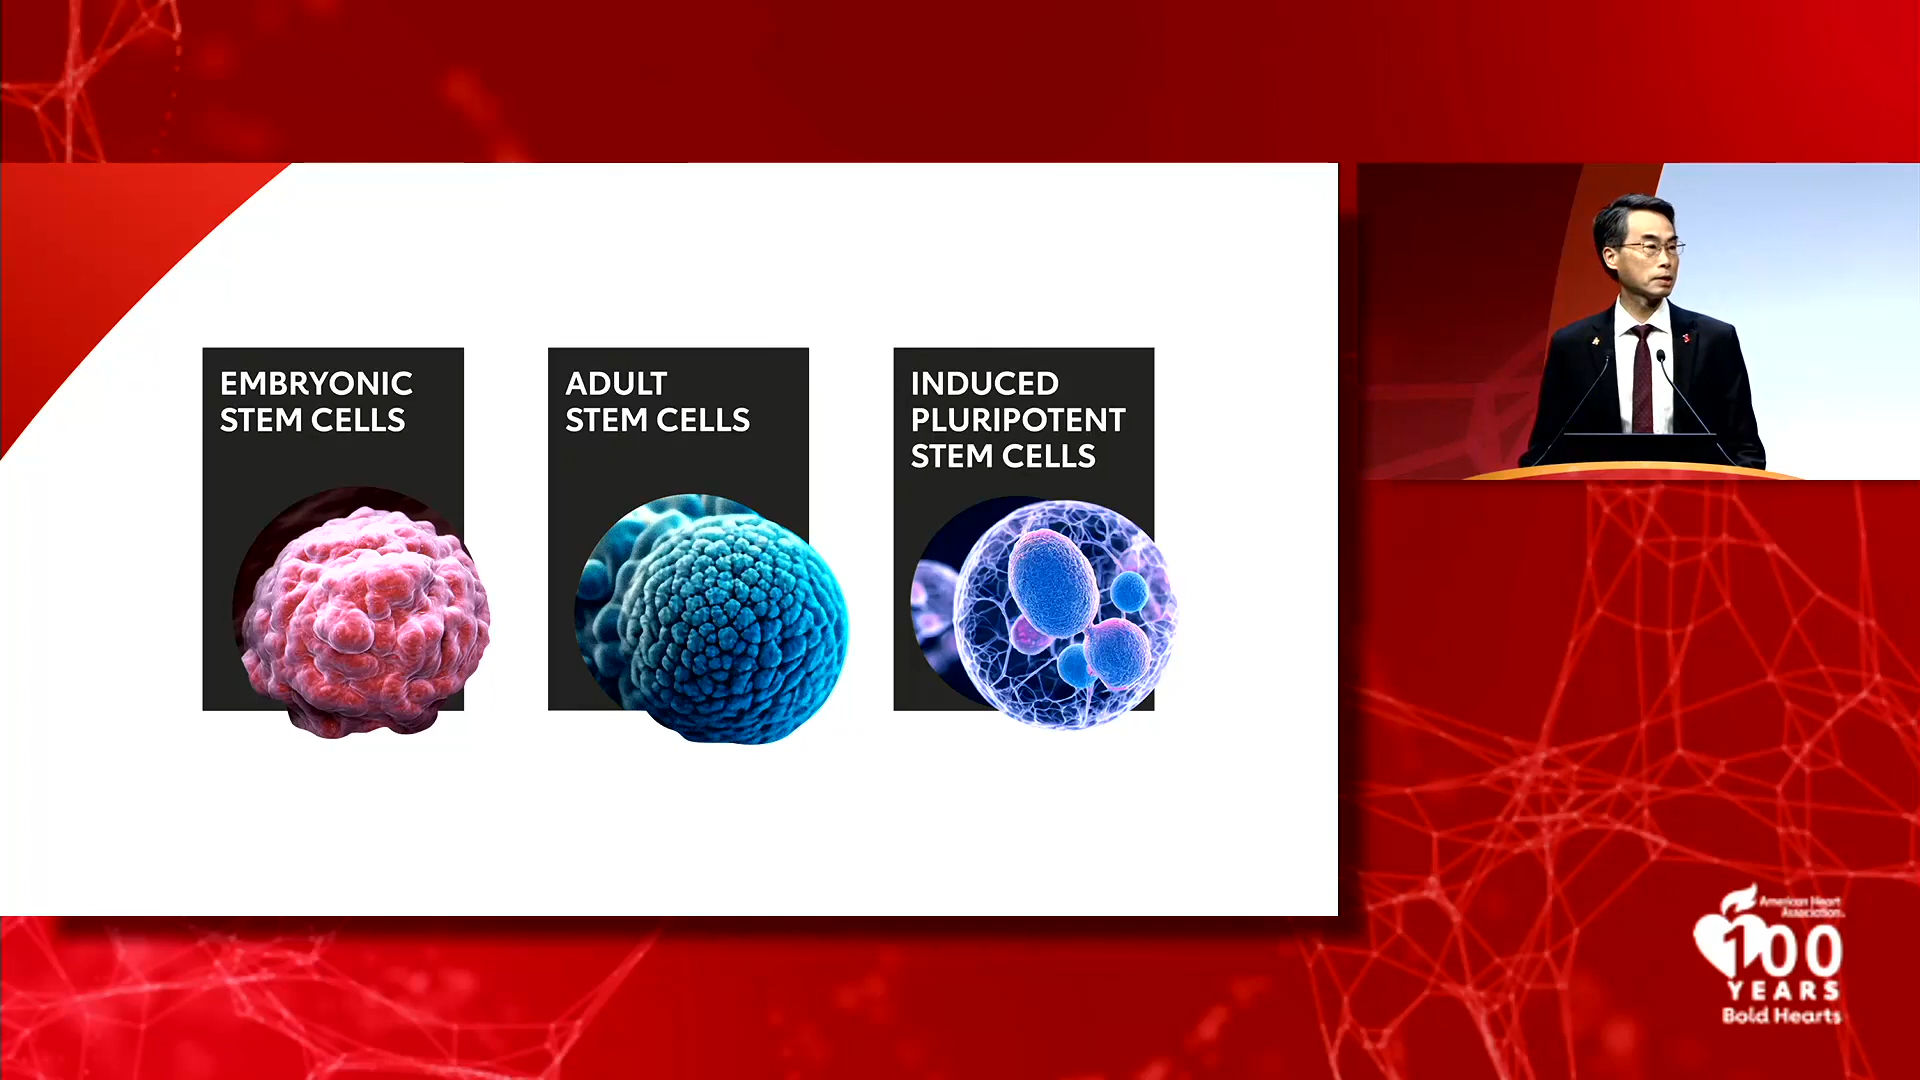 EMBRYONIC
STEM CELLS
ADULT
STEM CELLS
INDUCED
PLURIPOTENT
STEM CELLS
American Heart
Association.
100
YEARS
Bold Hearts